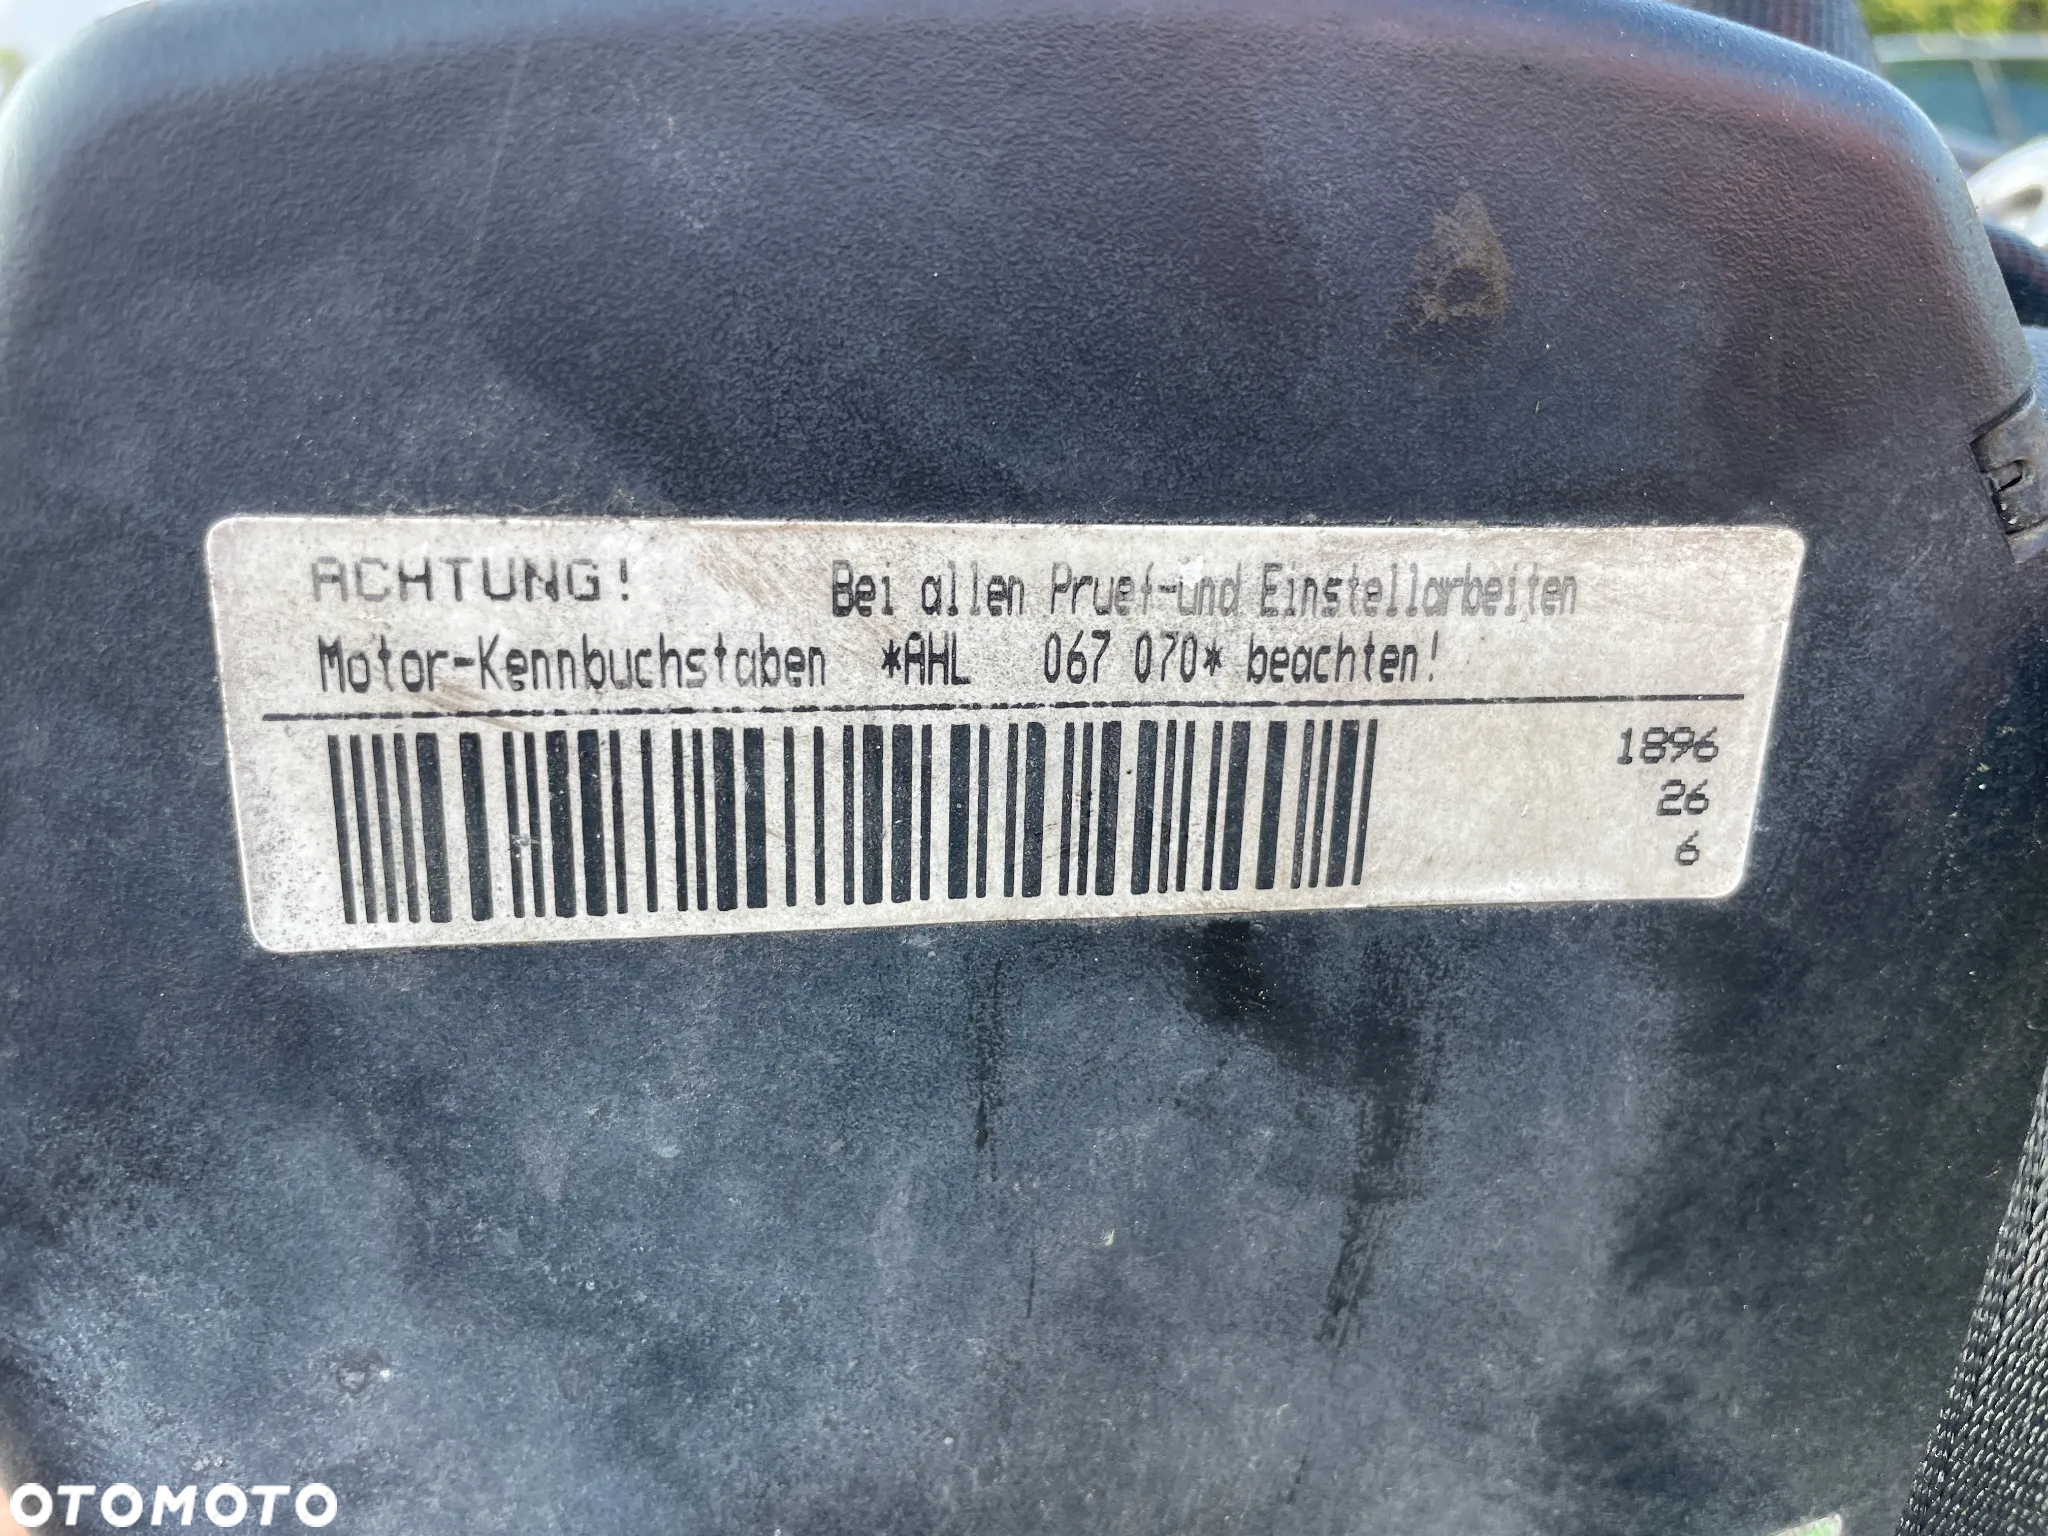 ACHTUNG! Bei allen Pruef-und Einstellarbeiten
Motor-Kennbuchstaben *AHL 067 070* beachten!
1896
26
6
OTOMOTO